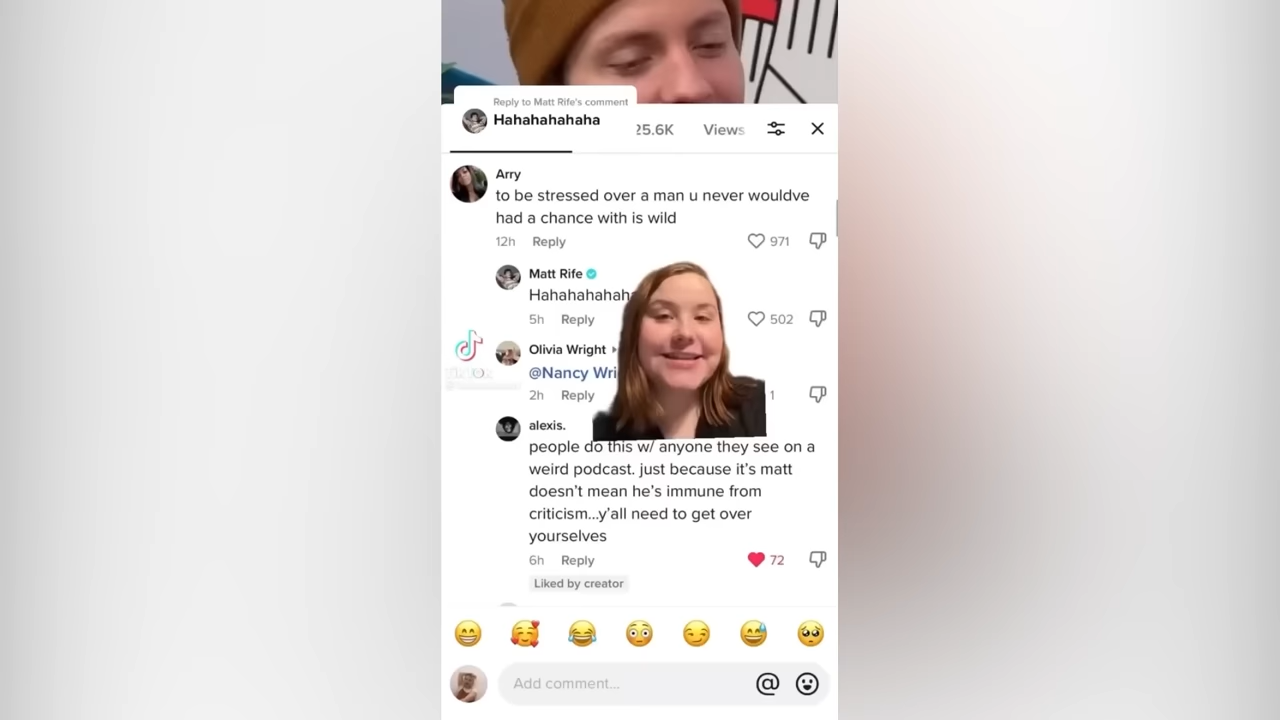 Reply to Matt Rife's comment
Hahahahahaha
25.6K Views
Arry
to be stressed over a man u never wouldve
had a chance with is wild
12h Reply 971
Matt Rife
Hahahahahah
5h Reply 502
Olivia Wright
@Nancy Wri
2h Reply 1
TikTok
alexis.
people do this w/ anyone they see on a
weird podcast. just because it's matt
doesn't mean he's immune from
criticism...y'all need to get over
yourselves
6h Reply 72
Liked by creator
Add comment... @